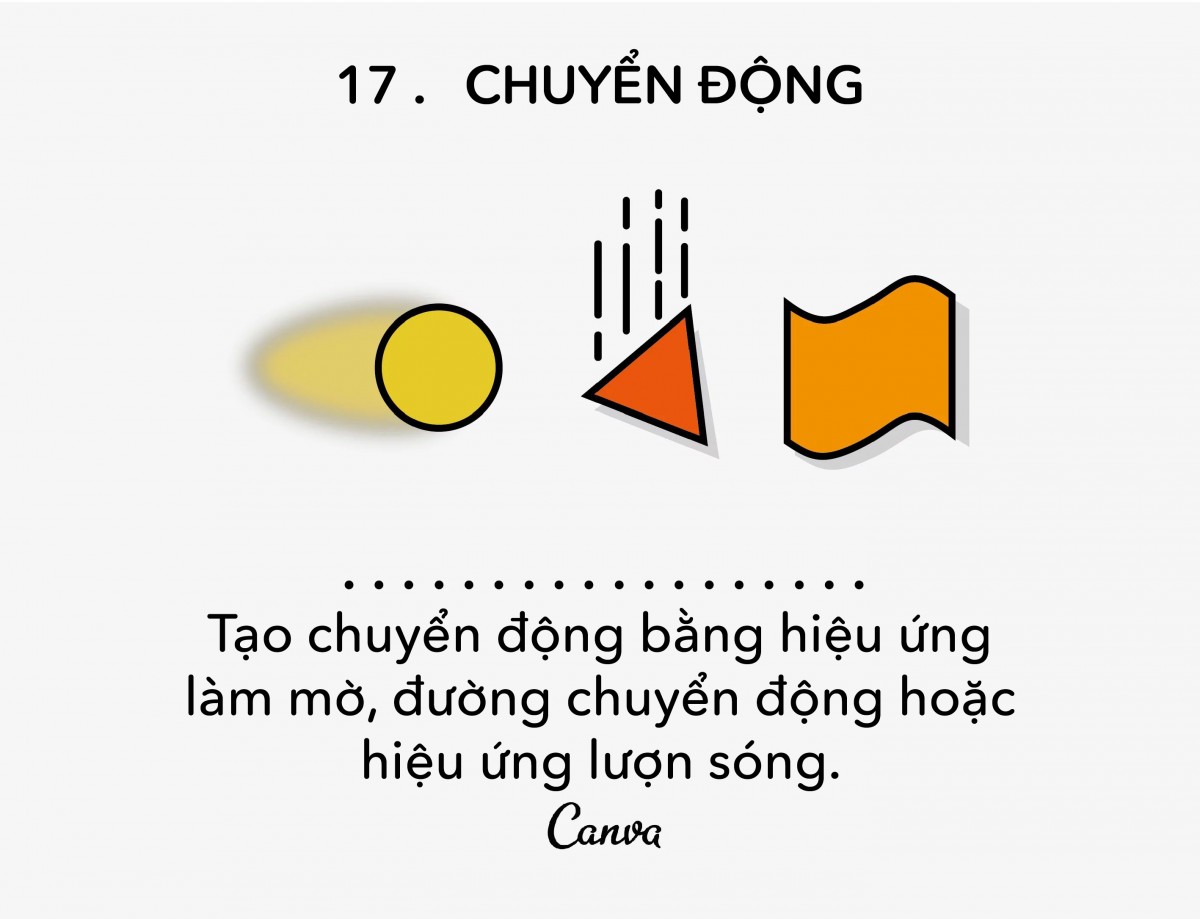 17 . CHUYỂN ĐỘNG
Tạo chuyển động bằng hiệu ứng
làm mờ, đường chuyển động hoặc
hiệu ứng lượn sóng.
Canva